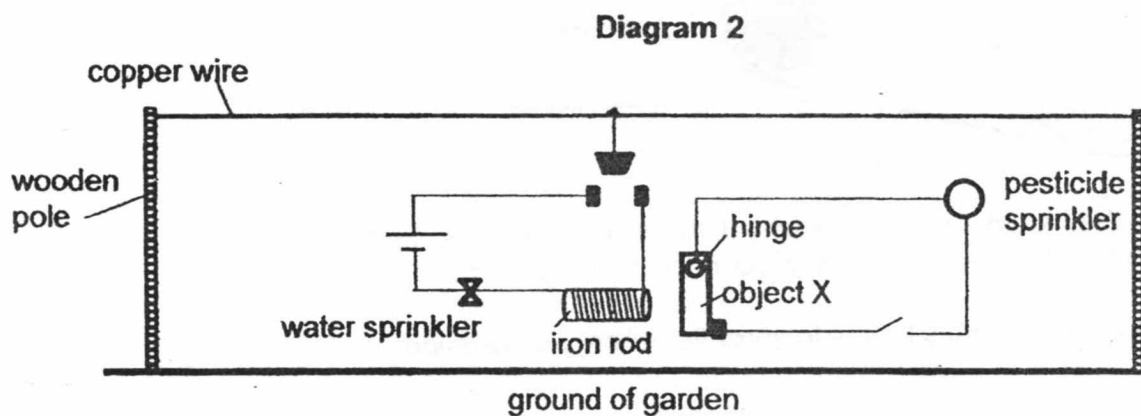 Diagram 2
copper wire
wooden
pole
pesticide
sprinkler
hinge
object X
water sprinkler
iron rod
ground of garden